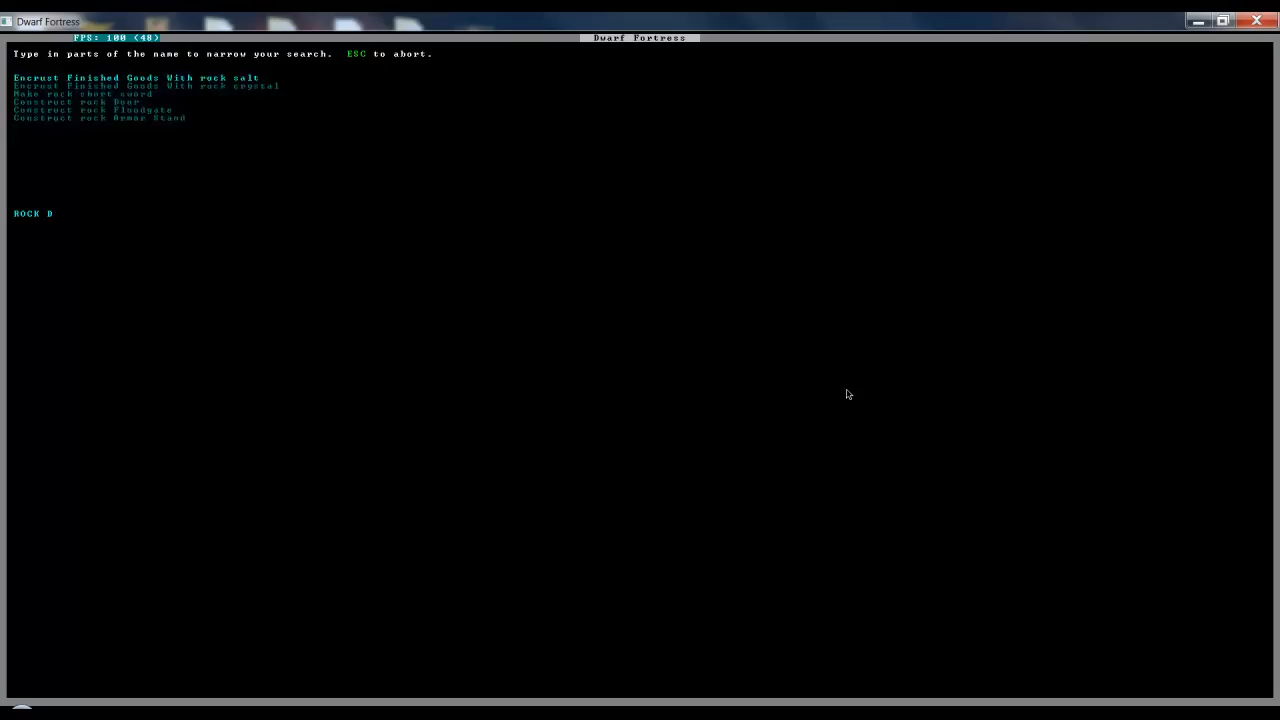 Dwarf Fortress
FPS: 100 (48)
Dwarf Fortress
Type in parts of the name to narrow your search. ESC to abort.
Encrust Finished Goods With rock salt
Encrust Finished Goods With rock crystal
Make rock short sword
Construct rock Door
Construct rock Floodgate
Construct rock Armor Stand
ROCK D